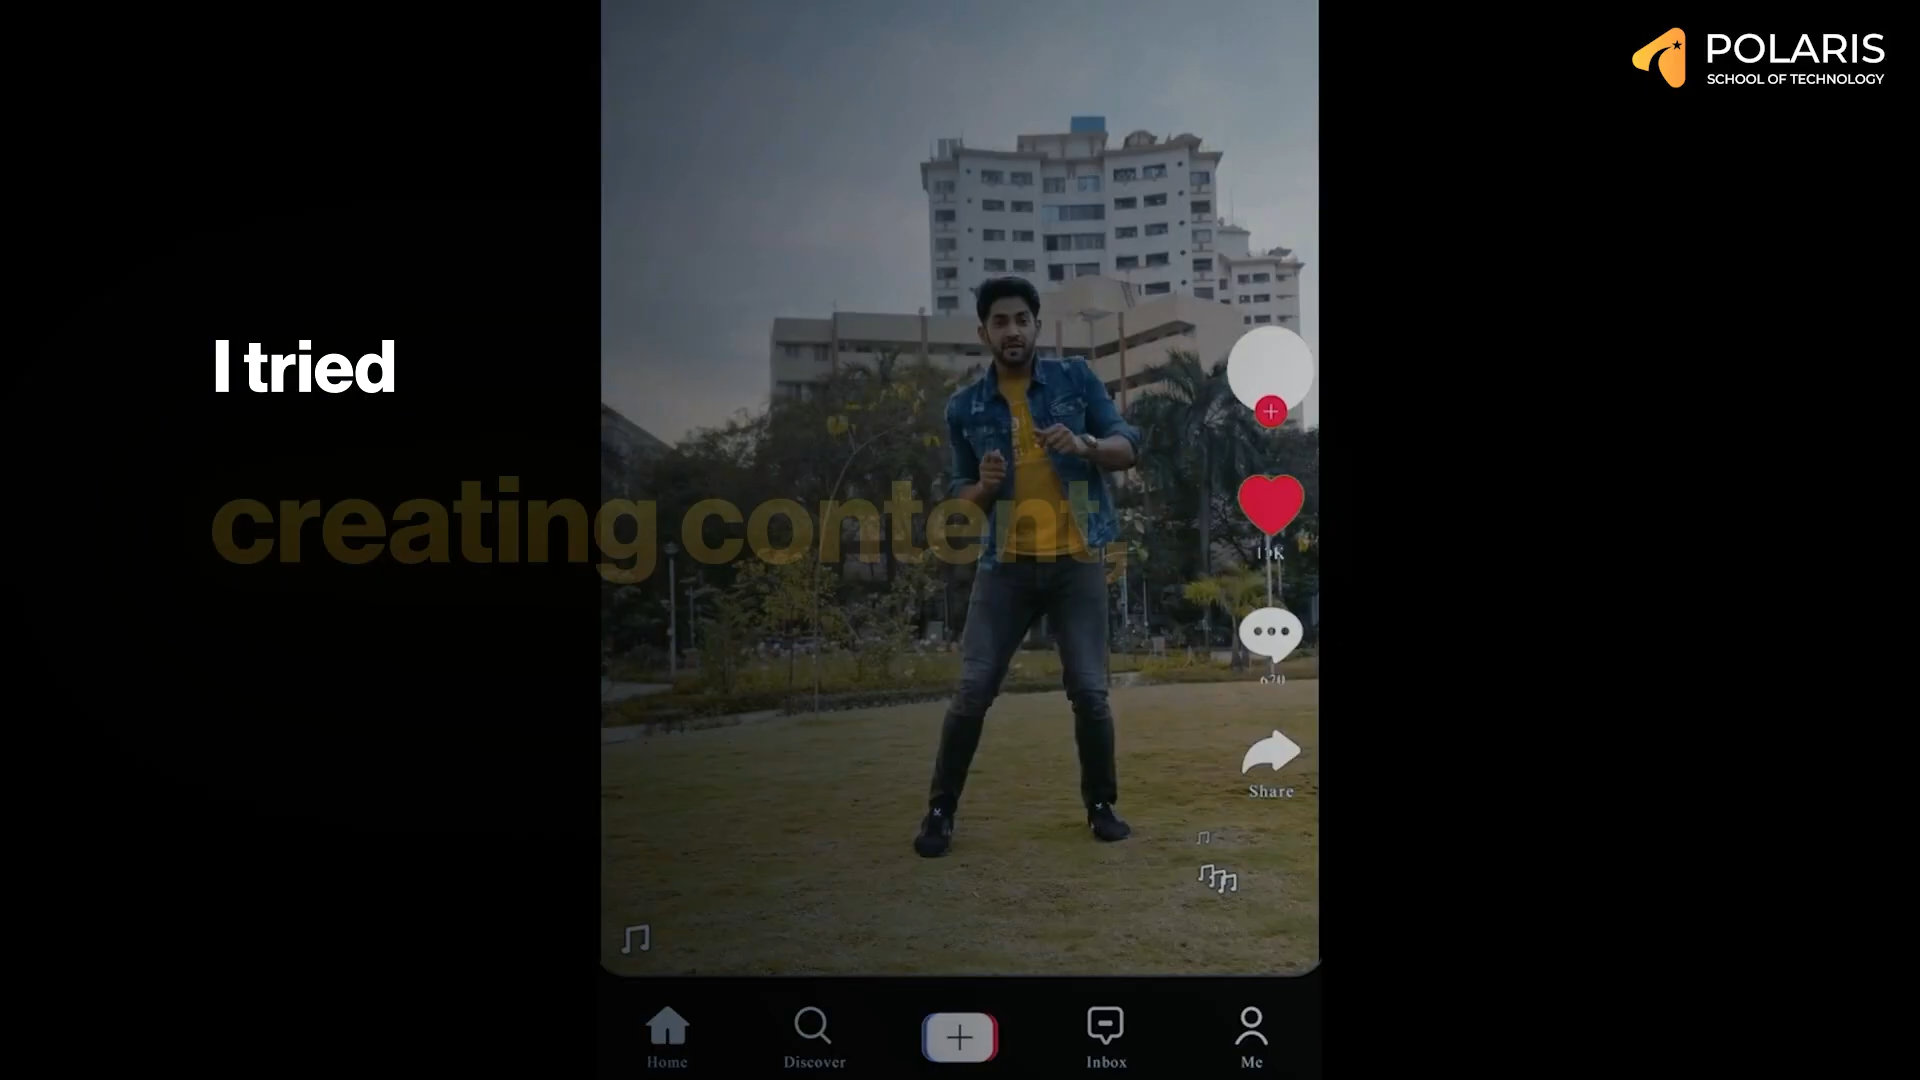 POLARIS
SCHOOL OF TECHNOLOGY
I tried
creating content,
Share
Home
Discover
Inbox
Me